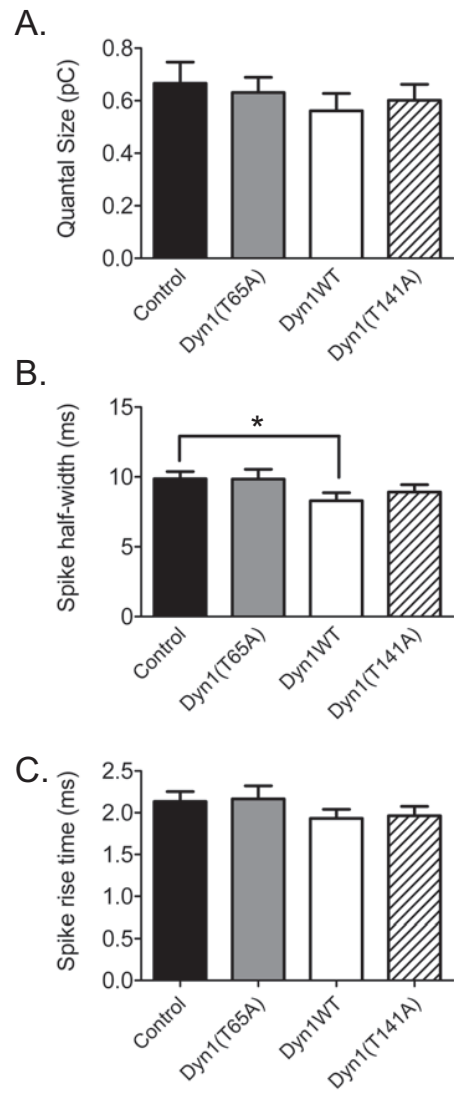 A.
Quantal Size (pC)
0.8
0.6
0.4
0.2
0.0
Control
Dyn1(T65A)
Dyn1WT
Dyn1(T141A)
B.
Spike half-width (ms)
15
10
5
0
*
Control
Dyn1(T65A)
Dyn1WT
Dyn1(T141A)
C.
Spike rise time (ms)
2.5
2.0
1.5
1.0
0.5
0.0
Control
Dyn1(T65A)
Dyn1WT
Dyn1(T141A)